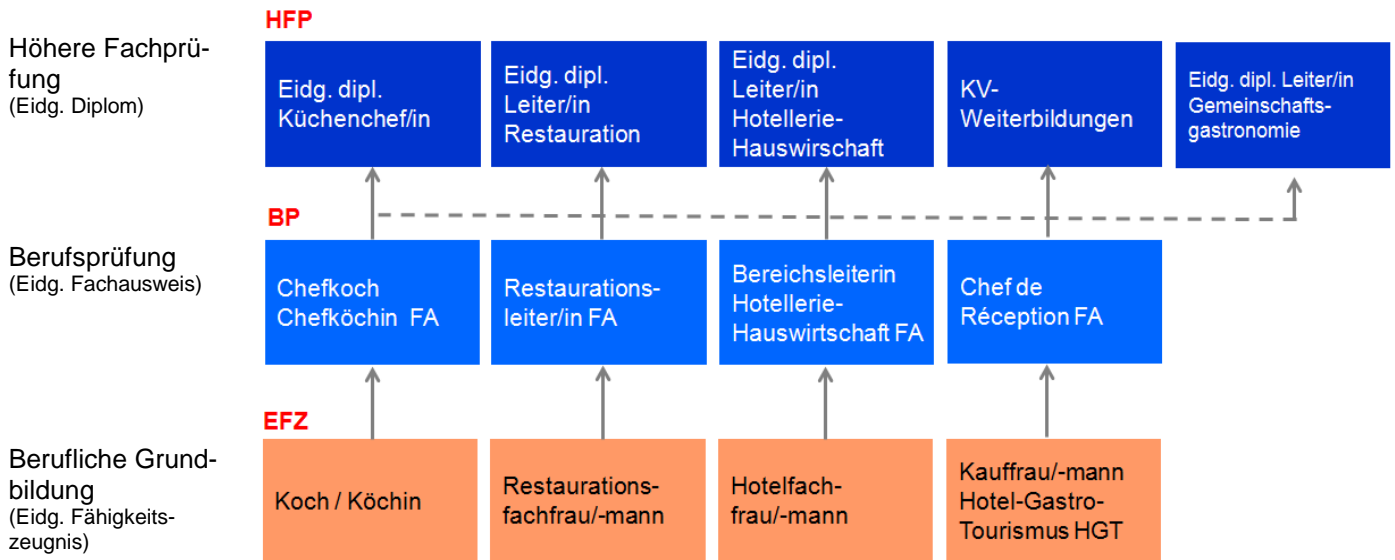 HFP
Höhere Fachprü-
fung
(Eidg. Diplom)
Eidg. dipl.
Küchenchef/in
Eidg. dipl.
Leiter/in
Restauration
Eidg. dipl.
Leiter/in
Hotellerie-
Hauswirschaft
KV-
Weiterbildungen
Eidg. dipl. Leiter/in
Gemeinschafts-
gastronomie
BP
Berufsprüfung
(Eidg. Fachausweis)
Chefkoch
Chefköchin FA
Restaurations-
leiter/in FA
Bereichsleiterin
Hotellerie-
Hauswirtschaft FA
Chef de
Réception FA
EFZ
Berufliche Grund-
bildung
(Eidg. Fähigkeits-
zeugnis)
Koch / Köchin
Restaurations-
fachfrau/-mann
Hotelfach-
frau/-mann
Kauffrau/-mann
Hotel-Gastro-
Tourismus HGT